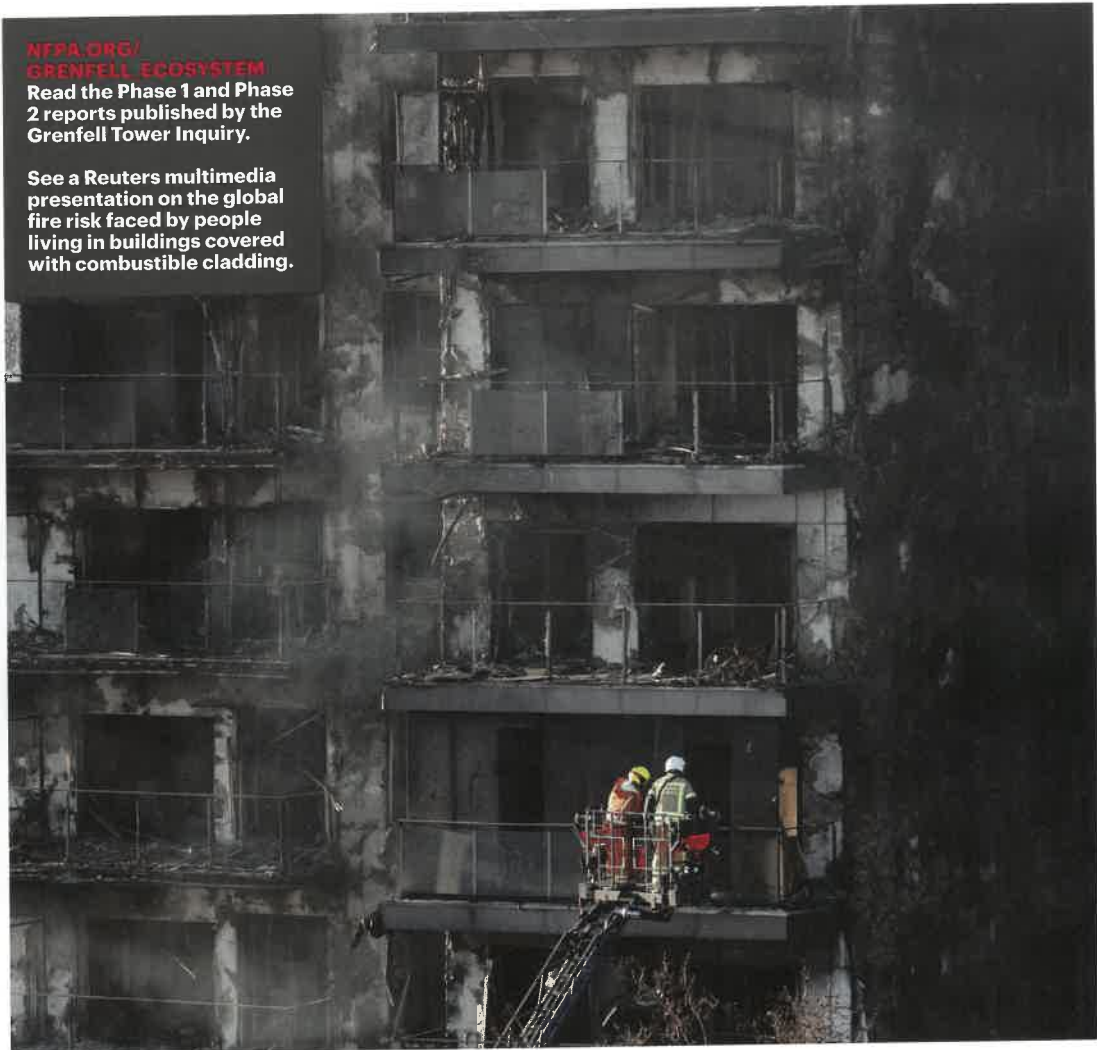 NFPA.ORG/
GRENFELL_ECOSYSTEM
Read the Phase 1 and Phase
2 reports published by the
Grenfell Tower Inquiry.
See a Reuters multimedia
presentation on the global
fire risk faced by people
living in buildings covered
with combustible cladding.